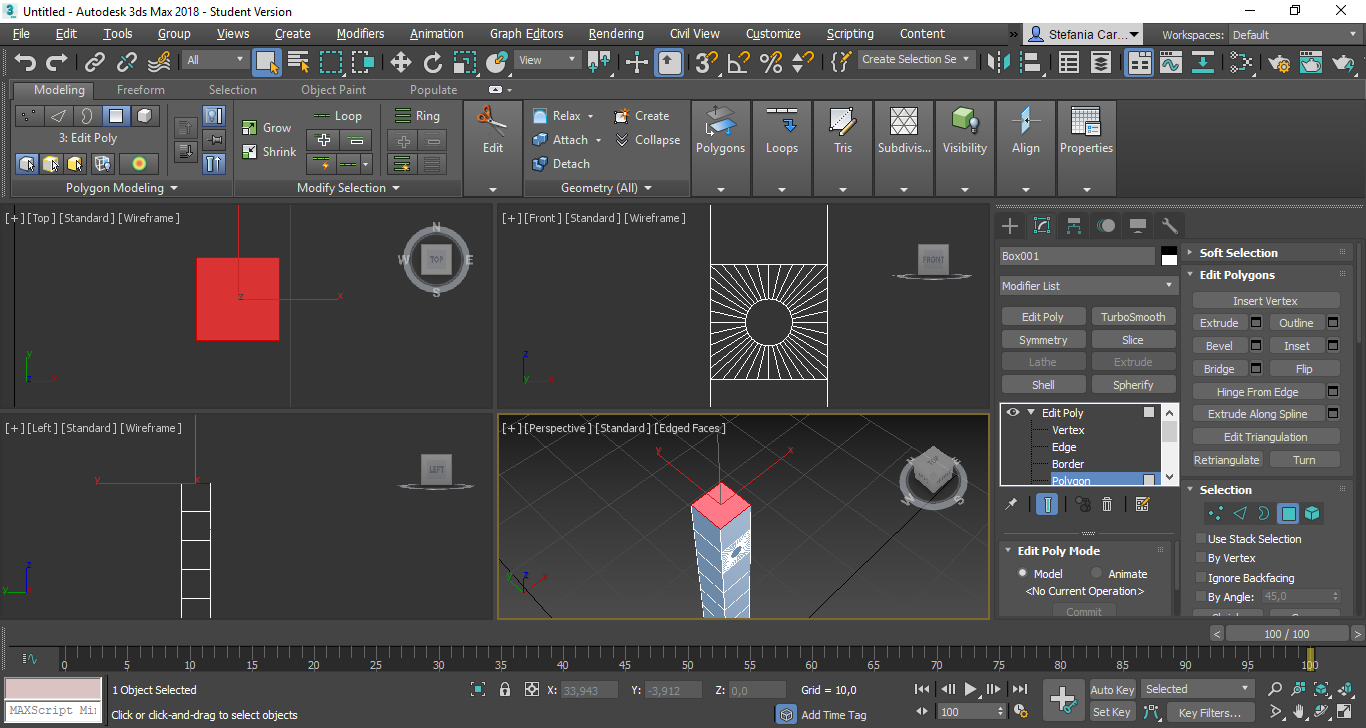 Untitled - Autodesk 3ds Max 2018 - Student Version
File Edit Tools Group Views Create Modifiers Animation Graph Editors Rendering Civil View Customize Scripting Content » Stefania Car... Workspaces: Default
All View Create Selection Se
Modeling Freeform Selection Object Paint Populate
3: Edit Poly
Grow
Shrink
Loop
Ring
Edit
Relax
Attach
Detach
Create
Collapse
Polygons Loops Tris Subdivis... Visibility Align Properties
Polygon Modeling Modify Selection Geometry (All)
[+] [Top] [Standard] [Wireframe]
N
W TOP E
S
z x
y
z x
[+] [Front] [Standard] [Wireframe]
FRONT
z
y x
[+] [Left] [Standard] [Wireframe]
LEFT
y x
z
y
[+] [Perspective] [Standard] [Edged Faces]
y x
TOP
W S
z
Box001
Modifier List
Edit Poly TurboSmooth
Symmetry Slice
Lathe Extrude
Shell Spherify
Edit Poly
Vertex
Edge
Border
Polygon
Edit Poly Mode
Model Animate
<No Current Operation>
Commit
Soft Selection
Edit Polygons
Insert Vertex
Extrude Outline
Bevel Inset
Bridge Flip
Hinge From Edge
Extrude Along Spline
Edit Triangulation
Retriangulate Turn
Selection
Use Stack Selection
By Vertex
Ignore Backfacing
By Angle: 45,0
< 100 / 100 >
0 5 10 15 20 25 30 35 40 45 50 55 60 65 70 75 80 85 90 95 100
1 Object Selected
X: 33,943 Y: -3,912 Z: 0,0 Grid = 10,0
Auto Key Selected
MAXScript Mi
Click or click-and-drag to select objects
Add Time Tag
100
Set Key Key Filters...